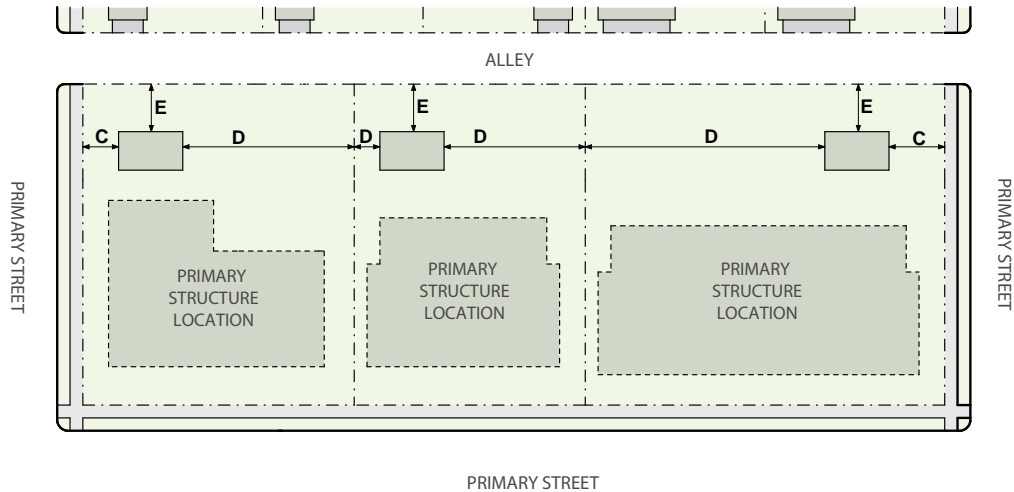 ALLEY
E
E
E
C
D
D
D
D
C
PRIMARY STREET
PRIMARY
STRUCTURE
LOCATION
PRIMARY
STRUCTURE
LOCATION
PRIMARY
STRUCTURE
LOCATION
PRIMARY STREET
PRIMARY STREET